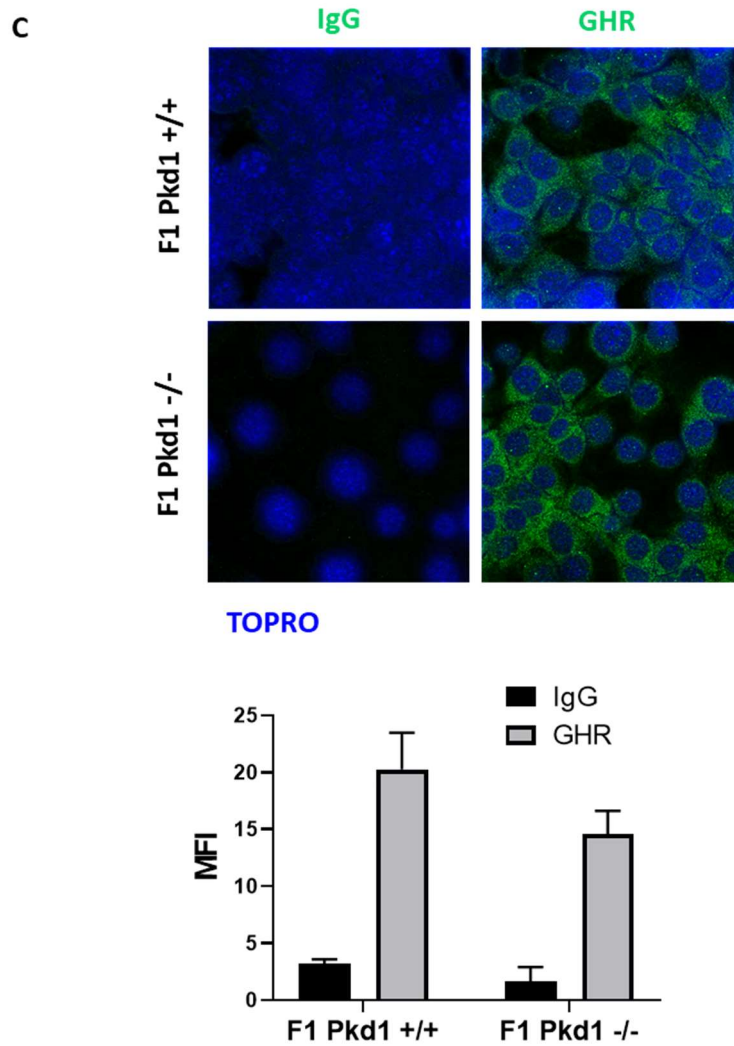 C
IgG GHR
F1 Pkd1 +/+
F1 Pkd1 -/-
TOPRO
IgG
GHR
25
20
15
10
5
0
MFI
F1 Pkd1 +/+ F1 Pkd1 -/-